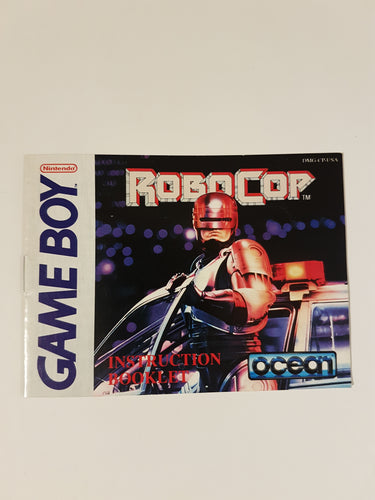 Nintendo
GAME BOY
DMG-CP-USA
ROBOCOP
TM
INSTRUCTION
BOOKLET
ocean